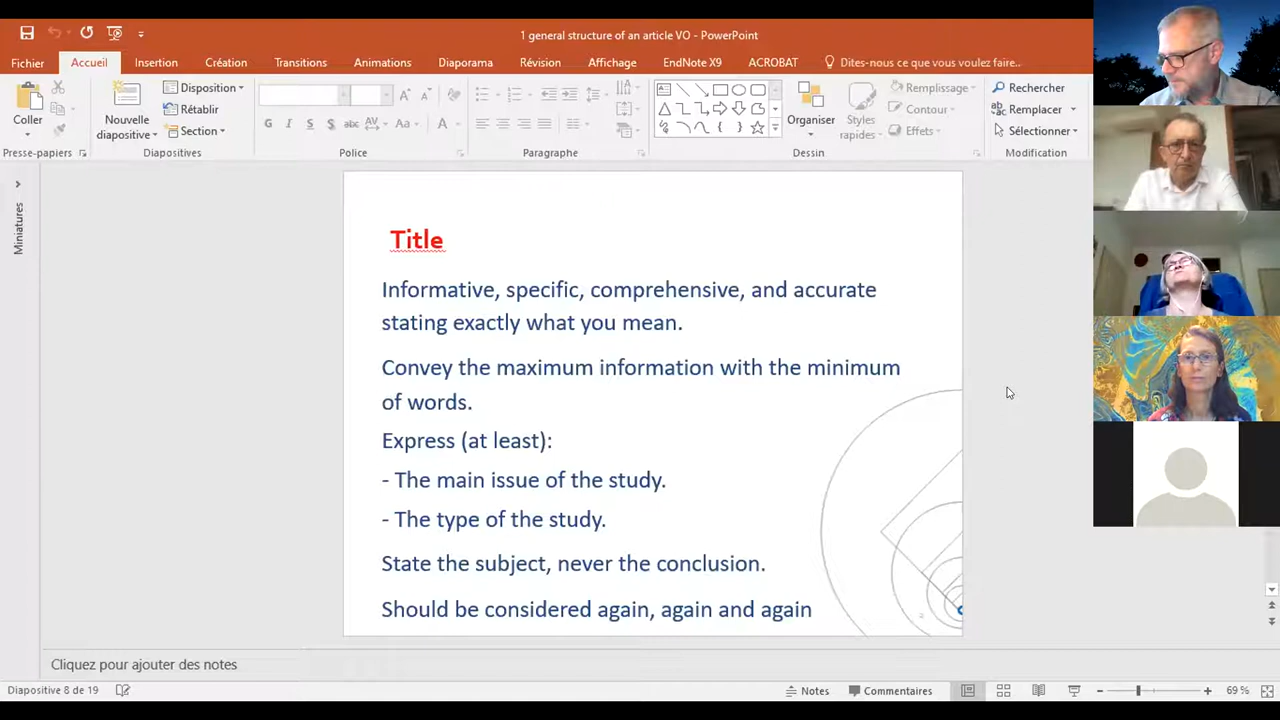 1 general structure of an article VO - PowerPoint
Fichier Accueil Insertion Création Transitions Animations Diaporama Révision Affichage EndNote X9 ACROBAT Dites-nous ce que vous voulez faire..
Coller
Presse-papiers
Nouvelle
diapositive
Disposition
Rétablir
Section
Diapositives
G I S S abc AV Aa A
Police
Paragraphe
Organiser
Styles
rapides
Remplissage
Contour
Effets
Dessin
Rechercher
Remplacer
Sélectionner
Modification
Miniatures
Title
Informative, specific, comprehensive, and accurate
stating exactly what you mean.
Convey the maximum information with the minimum
of words.
Express (at least):
- The main issue of the study.
- The type of the study.
State the subject, never the conclusion.
Should be considered again, again and again
Cliquez pour ajouter des notes
Diapositive 8 de 19 Notes Commentaires 69 %